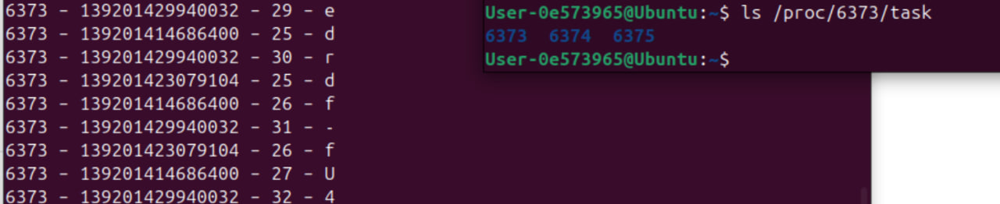 6373 - 139201429940032 - 29 - e
6373 - 139201414686400 - 25 - d
6373 - 139201429940032 - 30 - r
6373 - 139201423079104 - 25 - d
6373 - 139201414686400 - 26 - f
6373 - 139201429940032 - 31 - -
6373 - 139201423079104 - 26 - f
6373 - 139201414686400 - 27 - U
6373 - 139201429940032 - 32 - 4
User-0e573965@Ubuntu:~$ ls /proc/6373/task
6373 6374 6375
User-0e573965@Ubuntu:~$